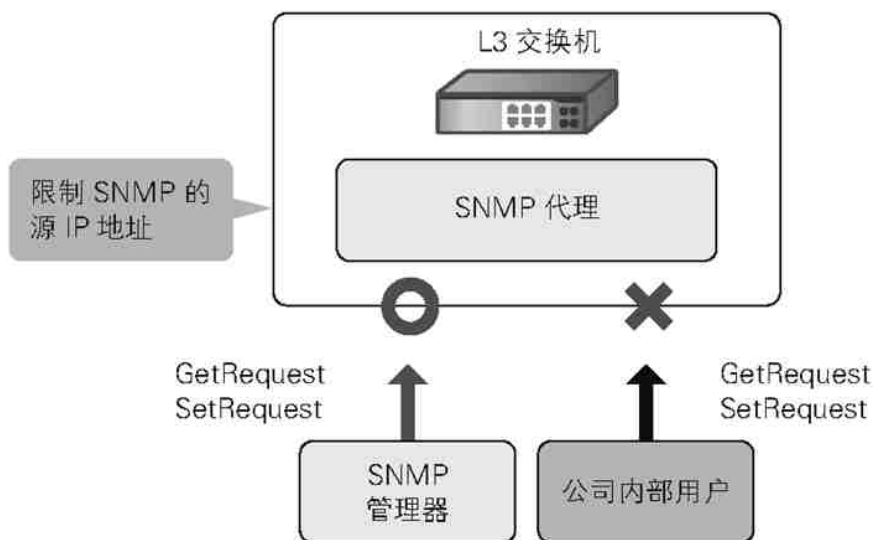 L3 交换机
限制 SNMP 的
源 IP 地址
SNMP 代理
GetRequest
SetRequest
GetRequest
SetRequest
SNMP
管理器
公司内部用户